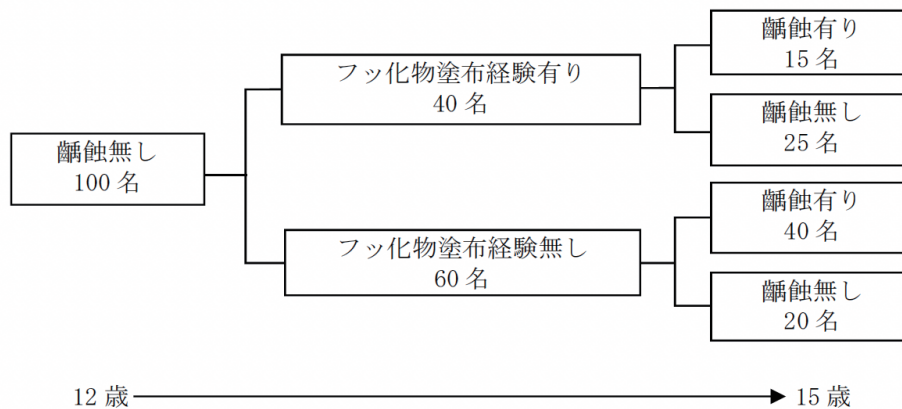 齲蝕無し
100 名
フッ化物塗布経験有り
40 名
齲蝕有り
15 名
齲蝕無し
25 名
フッ化物塗布経験無し
60 名
齲蝕有り
40 名
齲蝕無し
20 名
12 歳
15 歳